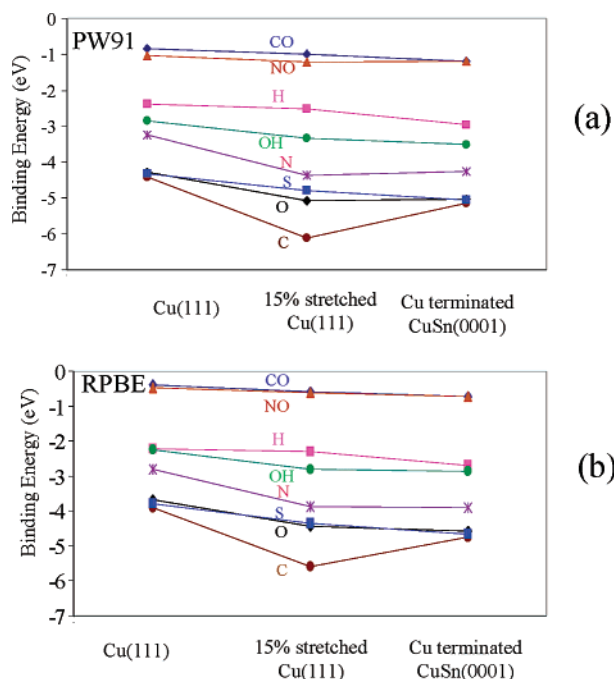 PW91
Binding Energy (eV)
0
-1
-2
-3
-4
-5
-6
-7
CO
NO
H
OH
N
S
O
C
Cu(111)
15% stretched
Cu(111)
Cu terminated
CuSn(0001)
(a)
RPBE
Binding Energy (eV)
0
-1
-2
-3
-4
-5
-6
-7
CO
NO
H
OH
N
S
O
C
Cu(111)
15% stretched
Cu(111)
Cu terminated
CuSn(0001)
(b)